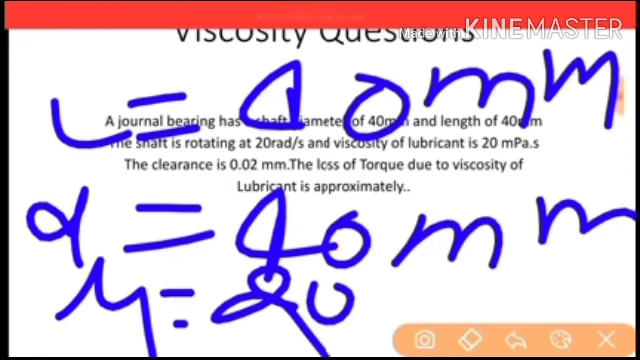 Made with KINEMASTER
Viscosity Questions
L = 40mm
A journal bearing has a shaft diameter of 40mm and length of 40mm
The shaft is rotating at 20rad/s and viscosity of lubricant is 20 mPa.s
The clearance is 0.02 mm.The loss of Torque due to viscosity of
Lubricant is approximately..
d = 40mm
μ = 20